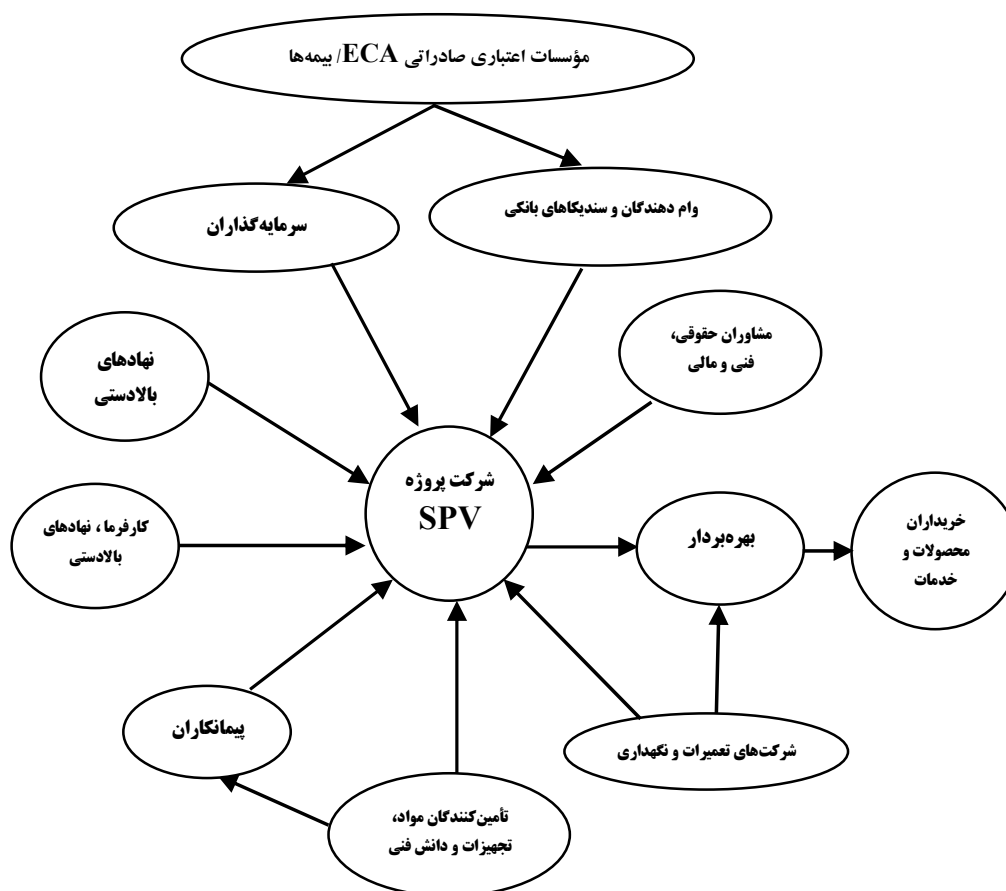 مؤسسات اعتباری صادراتی ECA/ بیمه‌ها
وام دهندگان و سندیکاهای بانکی
سرمایه‌گذاران
مشاوران حقوقی،
فنی و مالی
نهادهای
بالادستی
شرکت پروژه
SPV
خریداران
محصولات و
خدمات
بهره‌بردار
کارفرما ، نهادهای
بالادستی
پیمانکاران
شرکت‌های تعمیرات و نگهداری
تأمین‌کنندگان مواد،
تجهیزات و دانش فنی